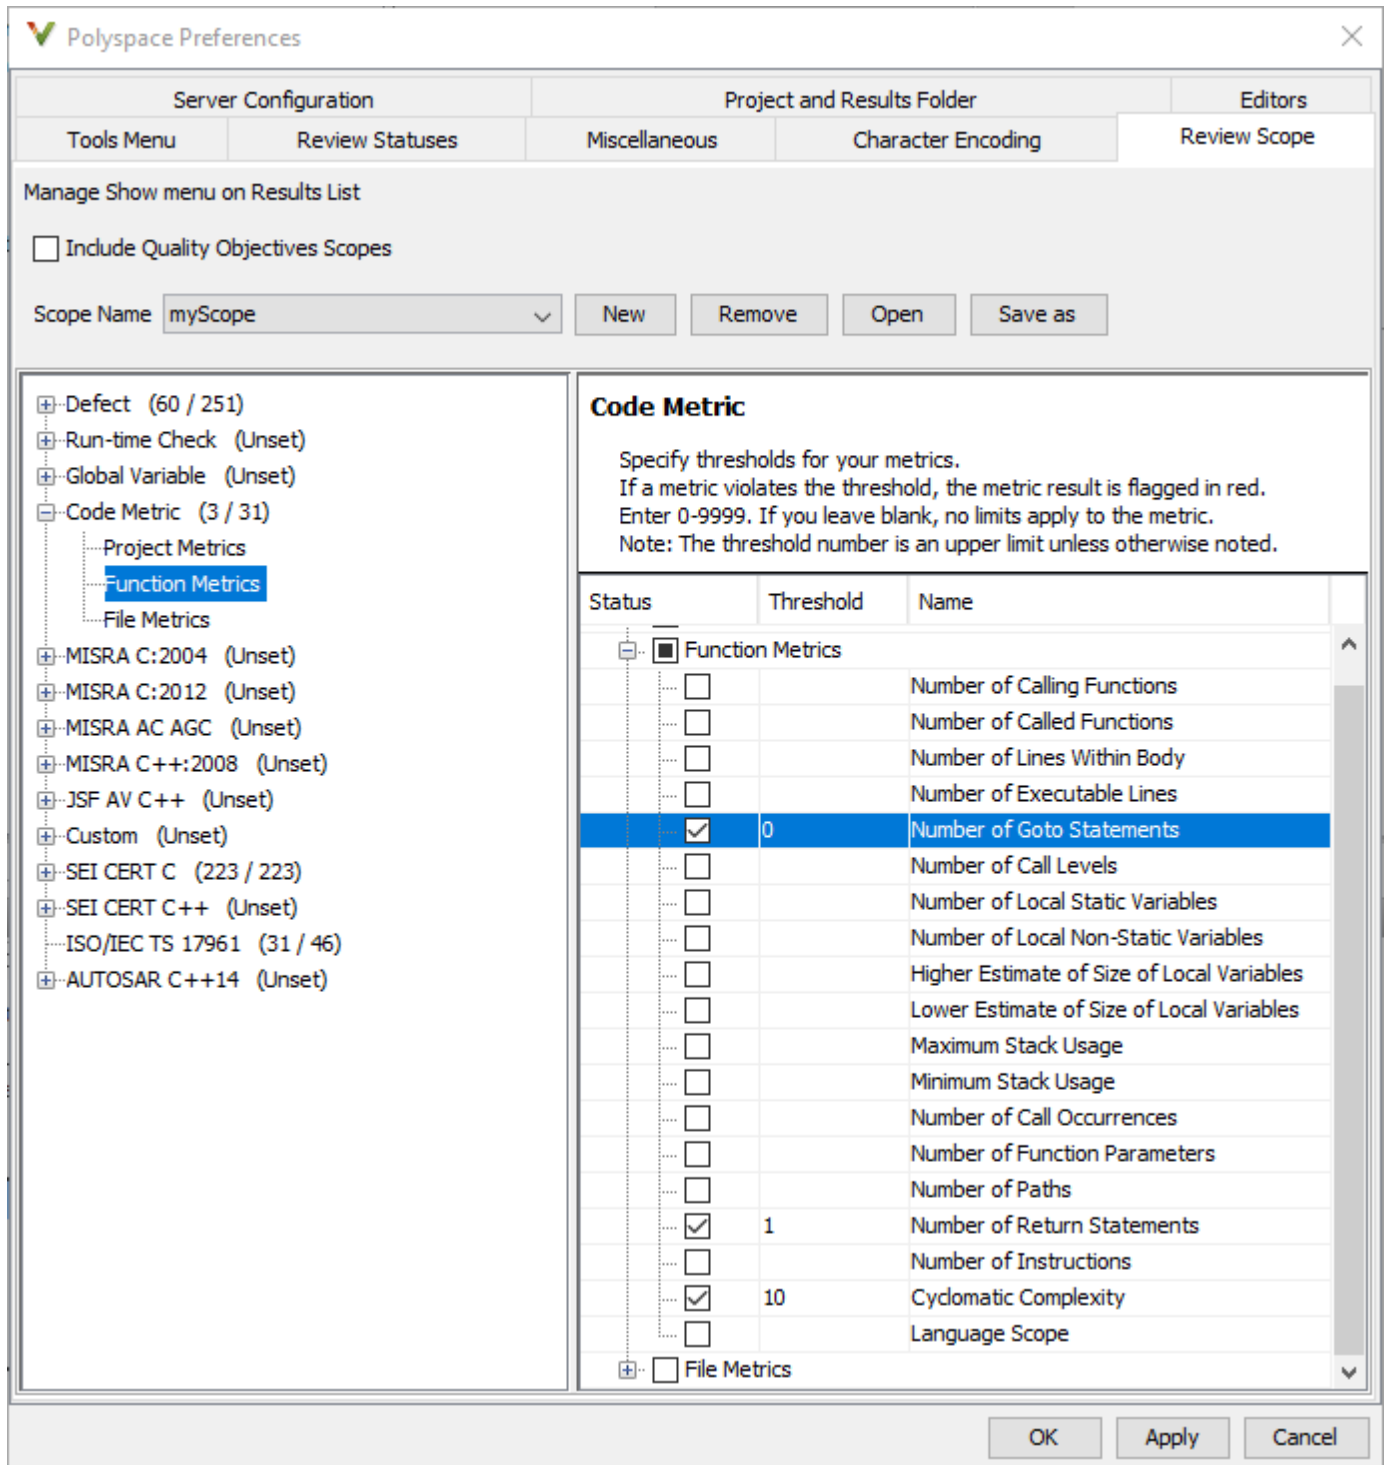 Polyspace Preferences
Server Configuration Project and Results Folder Editors
Tools Menu Review Statuses Miscellaneous Character Encoding Review Scope
Manage Show menu on Results List
Include Quality Objectives Scopes
Scope Name myScope New Remove Open Save as
Defect (60 / 251)
Run-time Check (Unset)
Global Variable (Unset)
Code Metric (3 / 31)
Project Metrics
Function Metrics
File Metrics
MISRA C:2004 (Unset)
MISRA C:2012 (Unset)
MISRA AC AGC (Unset)
MISRA C++:2008 (Unset)
JSF AV C++ (Unset)
Custom (Unset)
SEI CERT C (223 / 223)
SEI CERT C++ (Unset)
ISO/IEC TS 17961 (31 / 46)
AUTOSAR C++14 (Unset)
Code Metric
Specify thresholds for your metrics.
If a metric violates the threshold, the metric result is flagged in red.
Enter 0-9999. If you leave blank, no limits apply to the metric.
Note: The threshold number is an upper limit unless otherwise noted.
Status Threshold Name
Function Metrics
Number of Calling Functions
Number of Called Functions
Number of Lines Within Body
Number of Executable Lines
0 Number of Goto Statements
Number of Call Levels
Number of Local Static Variables
Number of Local Non-Static Variables
Higher Estimate of Size of Local Variables
Lower Estimate of Size of Local Variables
Maximum Stack Usage
Minimum Stack Usage
Number of Call Occurrences
Number of Function Parameters
Number of Paths
1 Number of Return Statements
Number of Instructions
10 Cyclomatic Complexity
Language Scope
File Metrics
OK Apply Cancel